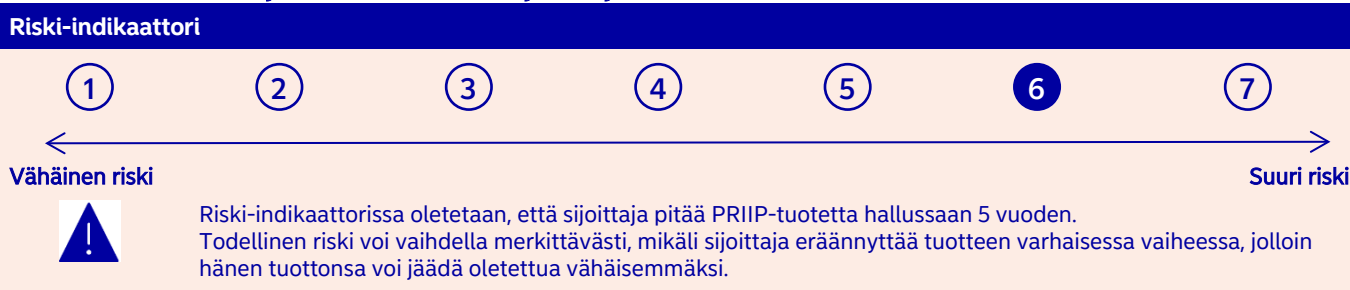 Riski-indikaattori
1 2 3 4 5 6 7
Vähäinen riski Suuri riski
Riski-indikaattorissa oletetaan, että sijoittaja pitää PRIIP-tuotetta hallussaan 5 vuoden.
Todellinen riski voi vaihdella merkittävästi, mikäli sijoittaja eräännyttää tuotteen varhaisessa vaiheessa, jolloin
hänen tuottonsa voi jäädä oletettua vähäisemmäksi.